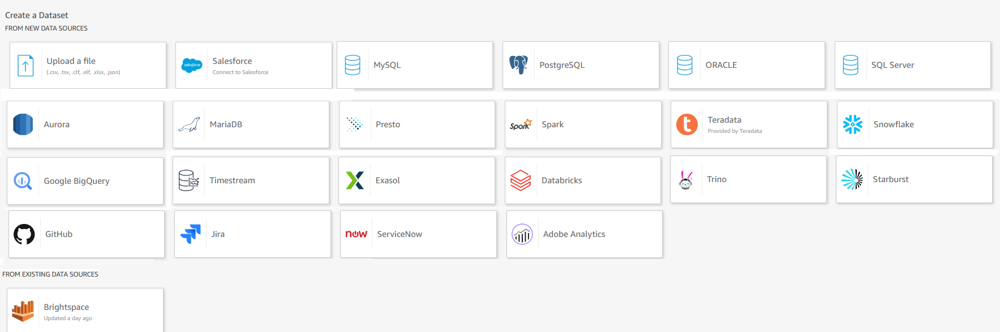 Create a Dataset
FROM NEW DATA SOURCES
Upload a file
(.csv, .tsv, .clf, .elf, .xlsx, .json)
salesforce
Salesforce
Connect to Salesforce
MySQL
PostgreSQL
ORACLE
SQL Server
Aurora
MariaDB
Presto
Spark
Spark
t
Teradata
Provided by Teradata
Snowflake
Google BigQuery
Timestream
Exasol
Databricks
Trino
Starburst
GitHub
Jira
now
ServiceNow
Adobe Analytics
FROM EXISTING DATA SOURCES
Brightspace
Updated a day ago